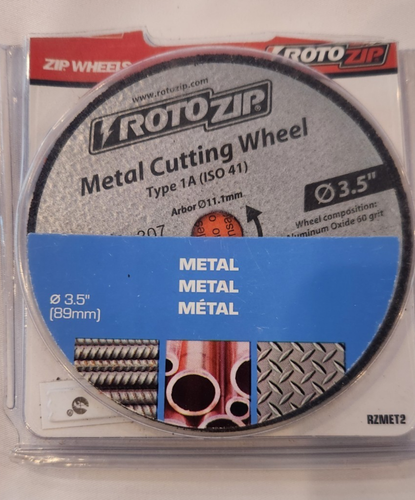 ZIP WHEELS
ROTOZIP
www.rotozip.com
ROTOZIP
Metal Cutting Wheel
Type 1A (ISO 41)
Arbor Ø11.1mm
Ø 3.5"
Wheel composition:
Aluminum Oxide 60 grit
METAL
METAL
MÉTAL
Ø 3.5"
(89mm)
RZMET2